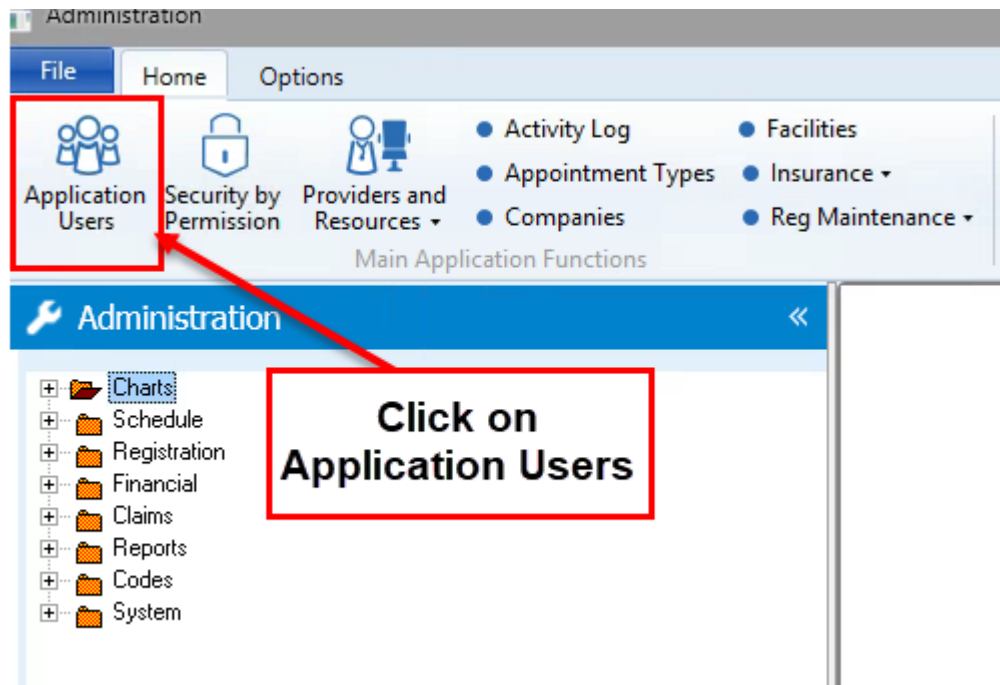 Administration
File Home Options
Application Users
Security by Permission
Providers and Resources
Activity Log
Appointment Types
Companies
Facilities
Insurance
Reg Maintenance
Main Application Functions
Administration
Charts
Schedule
Registration
Financial
Claims
Reports
Codes
System
Click on
Application Users